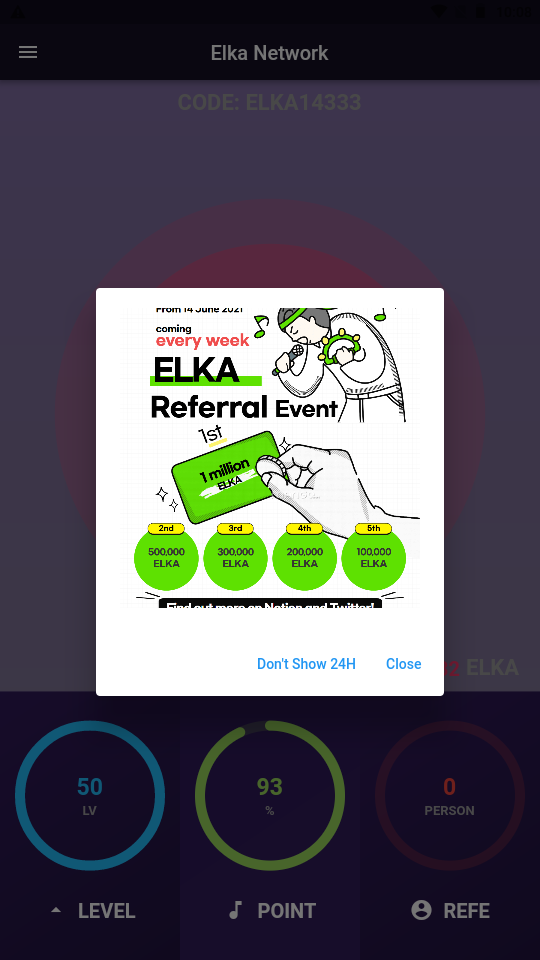 Elka Network
CODE: ELKA14333
From 14 June 2021
coming
every week
ELKA
Referral Event
1st
1 million
ELKA
2nd
3rd
4th
5th
500,000
ELKA
300,000
ELKA
200,000
ELKA
100,000
ELKA
Find out more on Notion and Twitter!
Don't Show 24H
Close
ELKA
50
LV
93
%
0
PERSON
LEVEL
POINT
REFE